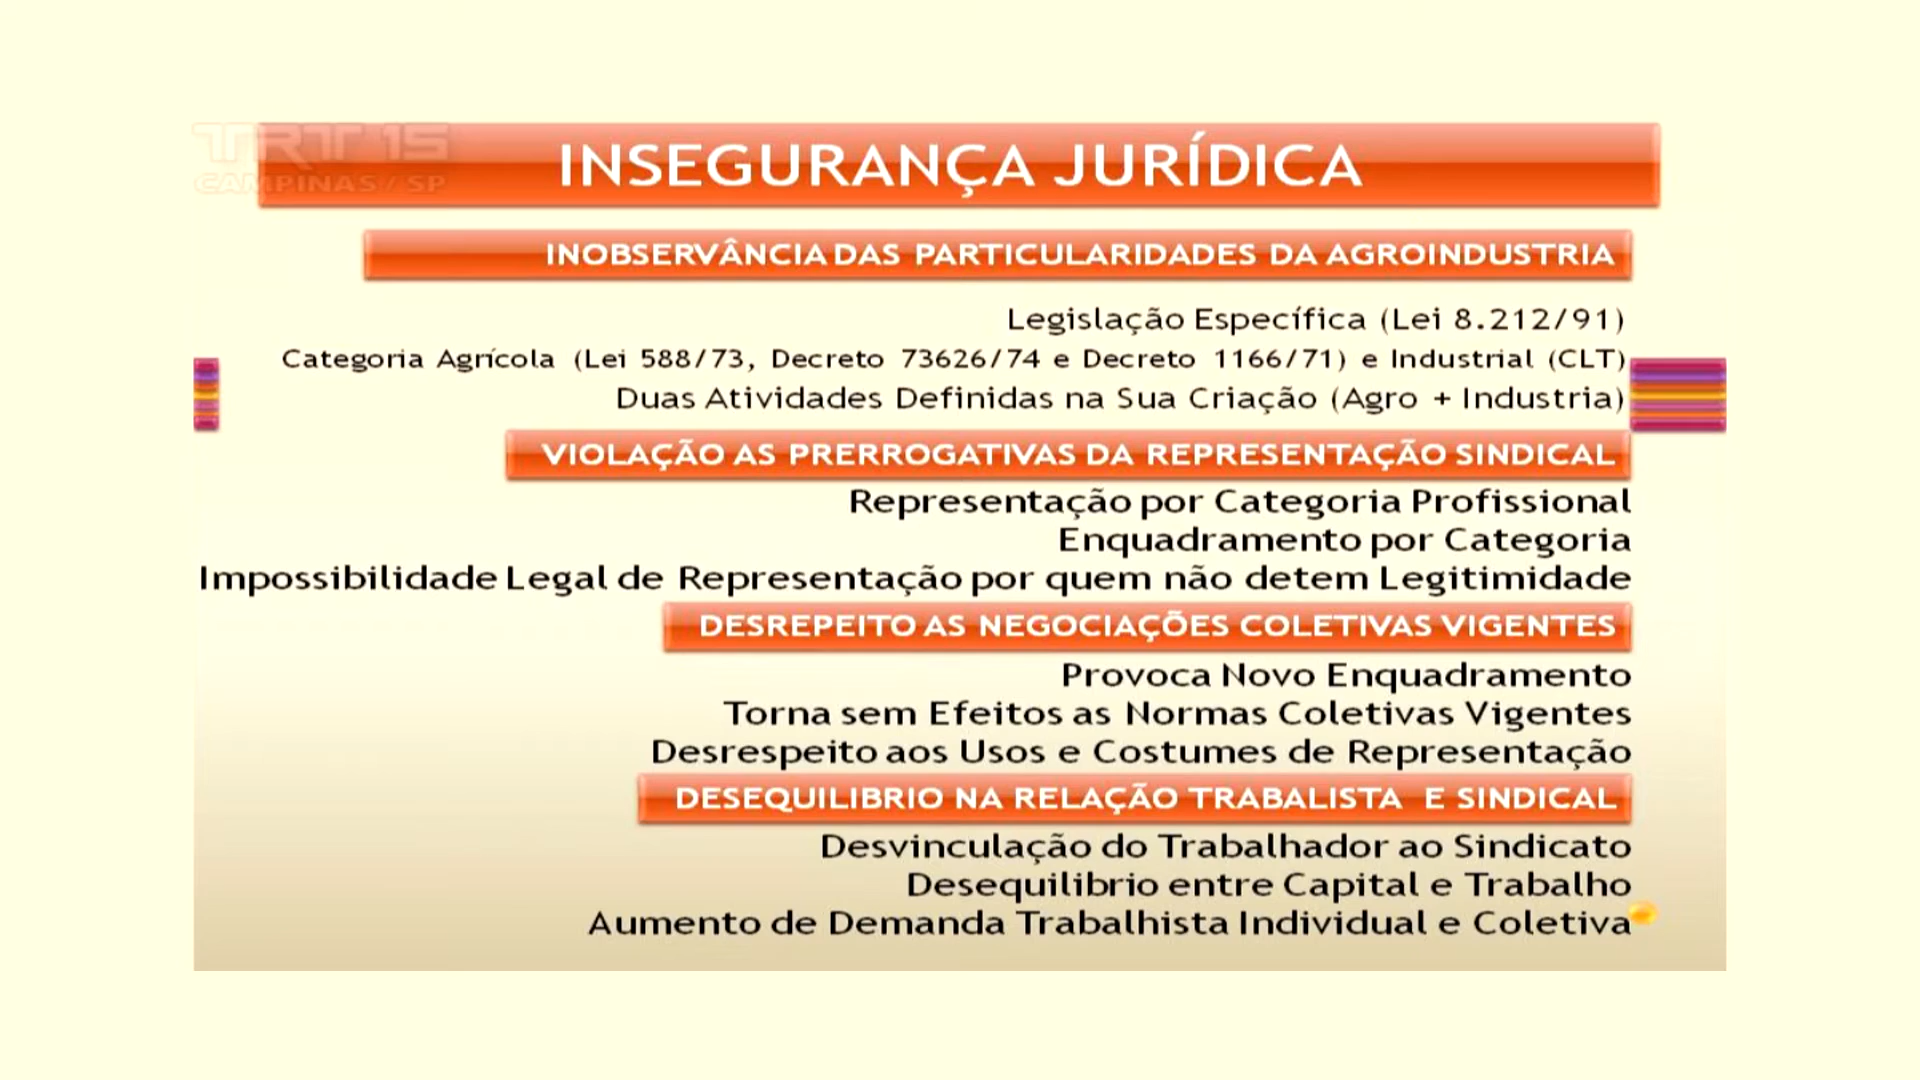 TRT 15
CAMPINAS / SP
INSEGURANÇA JURÍDICA
INOBSERVÂNCIA DAS PARTICULARIDADES DA AGROINDUSTRIA
Legislação Específica (Lei 8.212/91)
Categoria Agrícola (Lei 588/73, Decreto 73626/74 e Decreto 1166/71) e Industrial (CLT)
Duas Atividades Definidas na Sua Criação (Agro + Industria)
VIOLAÇÃO AS PRERROGATIVAS DA REPRESENTAÇÃO SINDICAL
Representação por Categoria Profissional
Enquadramento por Categoria
Impossibilidade Legal de Representação por quem não detem Legitimidade
DESREPEITO AS NEGOCIAÇÕES COLETIVAS VIGENTES
Provoca Novo Enquadramento
Torna sem Efeitos as Normas Coletivas Vigentes
Desrespeito aos Usos e Costumes de Representação
DESEQUILIBRIO NA RELAÇÃO TRABALISTA E SINDICAL
Desvinculação do Trabalhador ao Sindicato
Desequilibrio entre Capital e Trabalho
Aumento de Demanda Trabalhista Individual e Coletiva